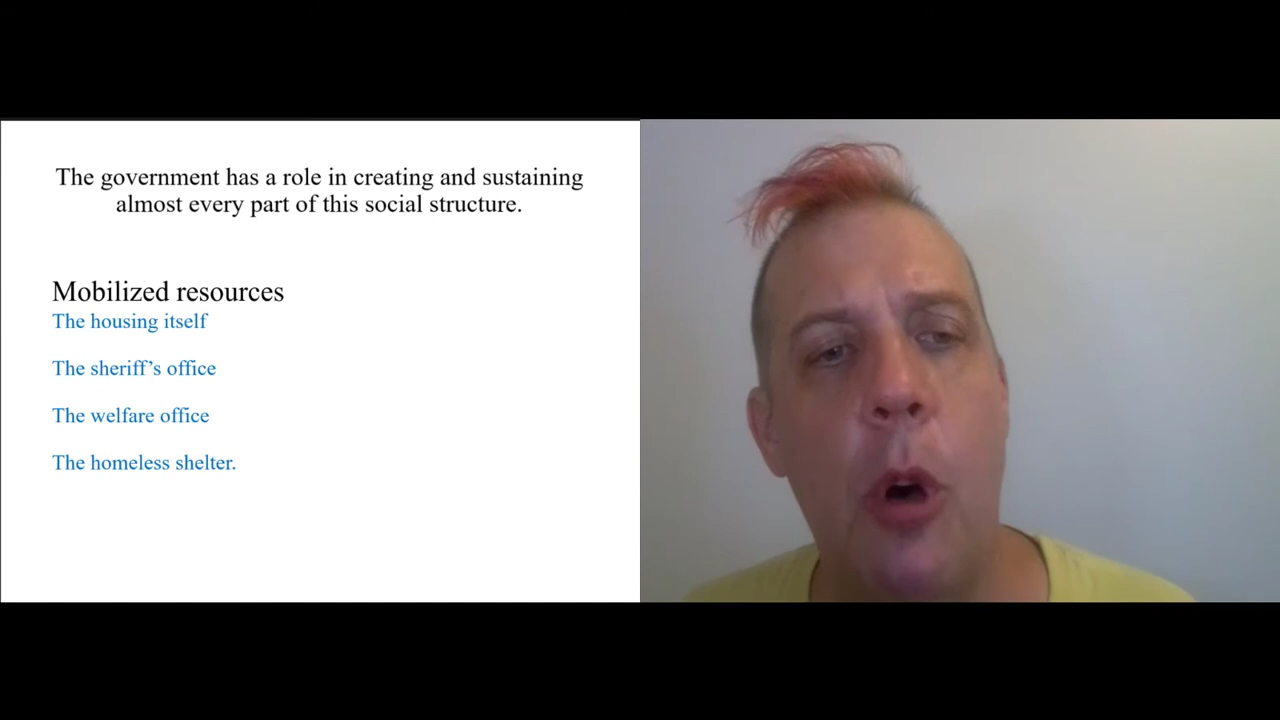 The government has a role in creating and sustaining
almost every part of this social structure.
Mobilized resources
The housing itself
The sheriff’s office
The welfare office
The homeless shelter.